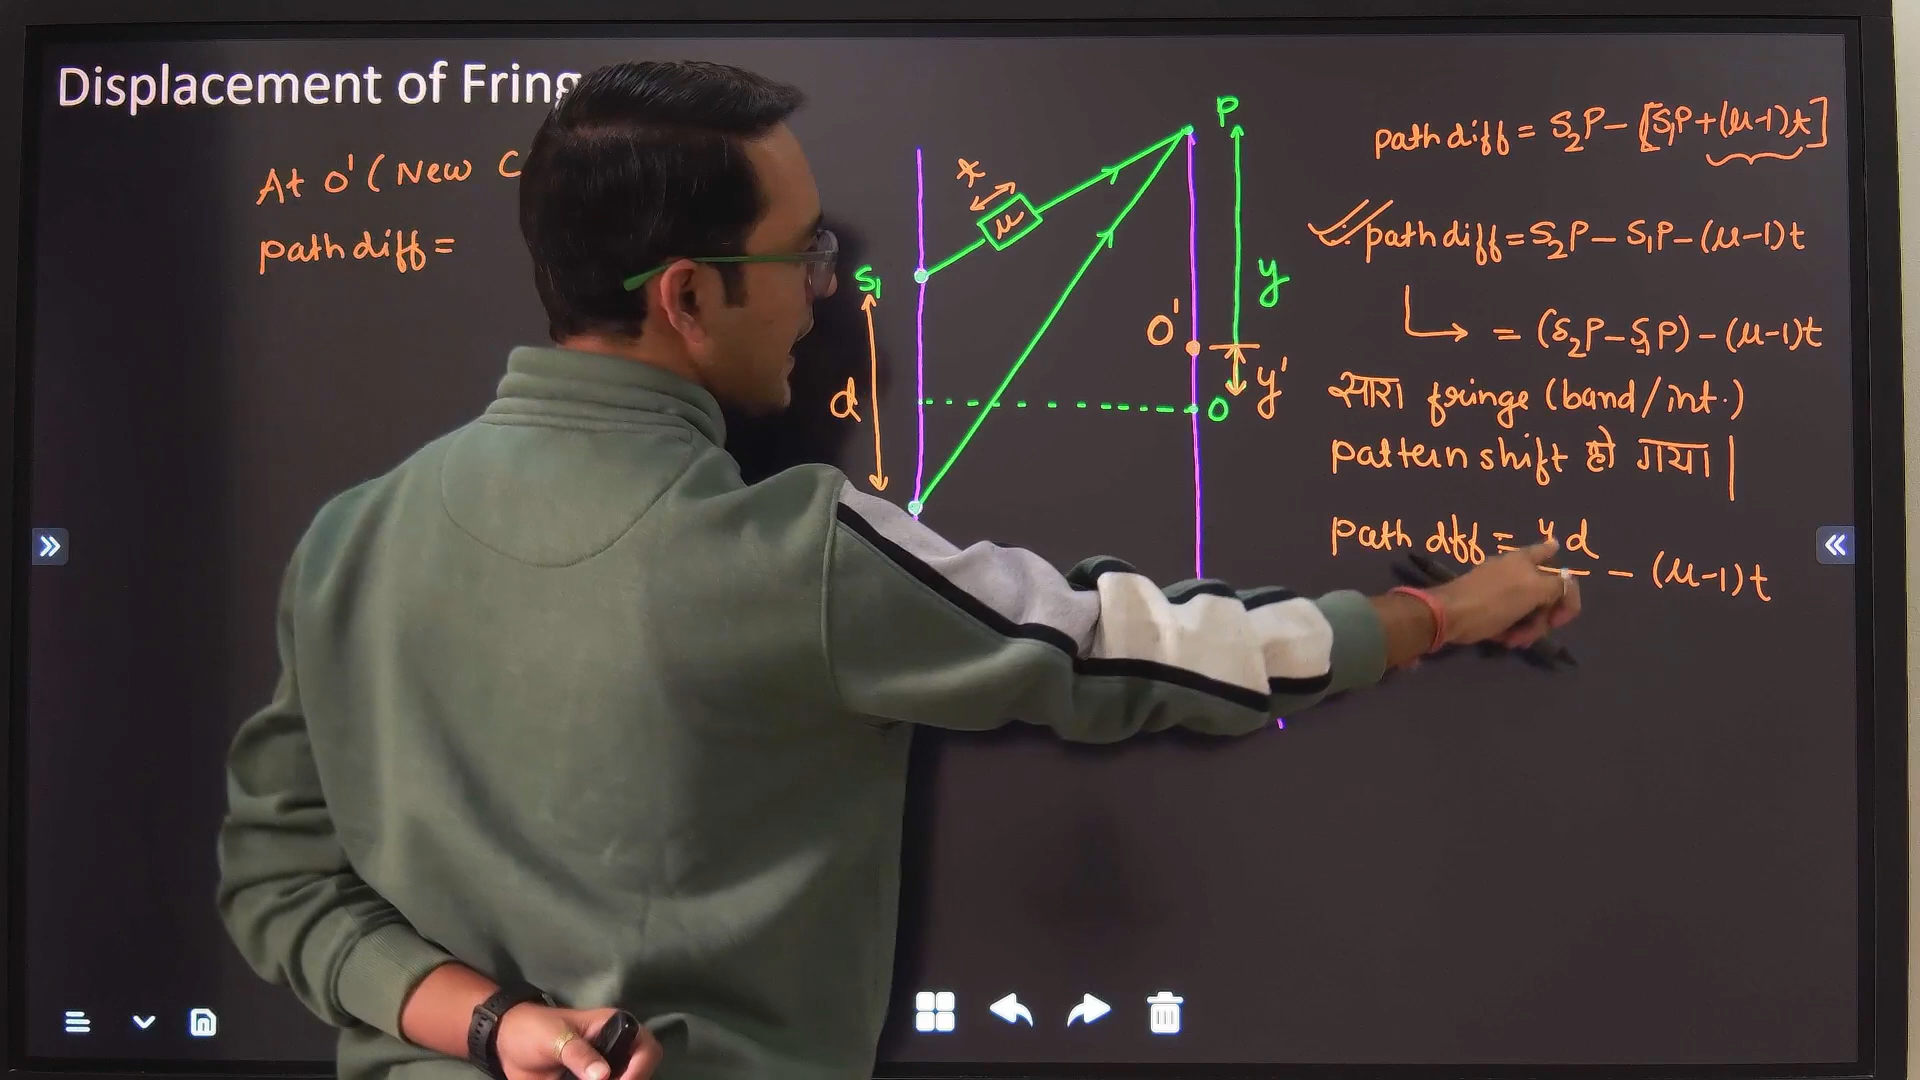 Displacement of Fring
At O' (New C
path diff =
P
t
μ
S₁
y
O'
y'
d
O
path diff = S₂P - [S₁P + (μ-1)t]
path diff = S₂P - S₁P - (μ-1)t
= (S₂P - S₁P) - (μ-1)t
सारा fringe (band/int.)
pattern shift हो गया |
path diff = y d - (μ-1)t